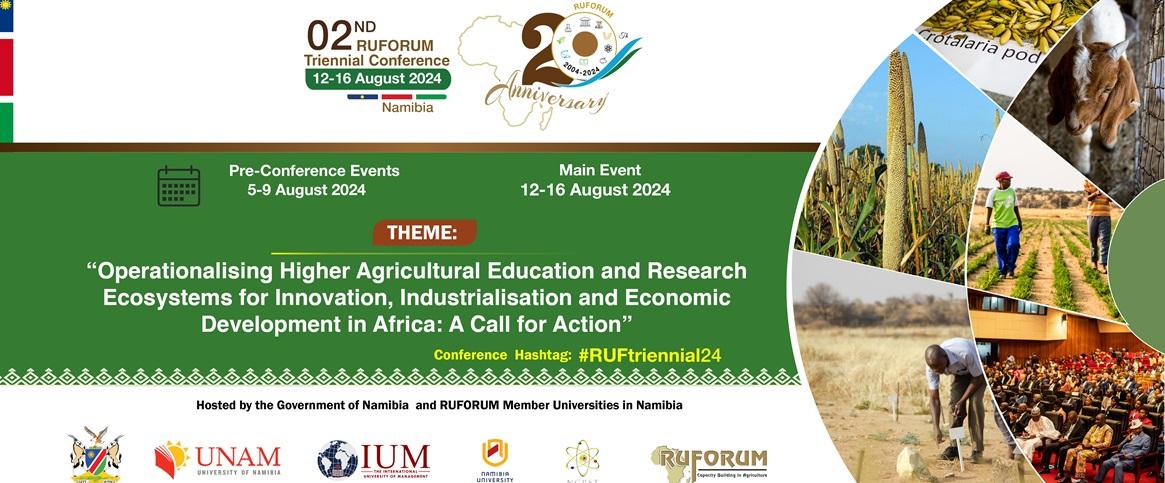 02ND
RUFORUM
Triennial Conference
12-16 August 2024
Namibia
RUFORUM
20
2004-2024
Anniversary
Crotalaria pod
Pre-Conference Events
5-9 August 2024
Main Event
12-16 August 2024
THEME:
“Operationalising Higher Agricultural Education and Research
Ecosystems for Innovation, Industrialisation and Economic
Development in Africa: A Call for Action”
Conference Hashtag: #RUFtriennial24
Hosted by the Government of Namibia and RUFORUM Member Universities in Namibia
UNAM
UNIVERSITY OF NAMIBIA
IUM
THE INTERNATIONAL
UNIVERSITY OF MANAGEMENT
NAMIBIA
UNIVERSITY
RUFORUM
Capacity Building in Agriculture